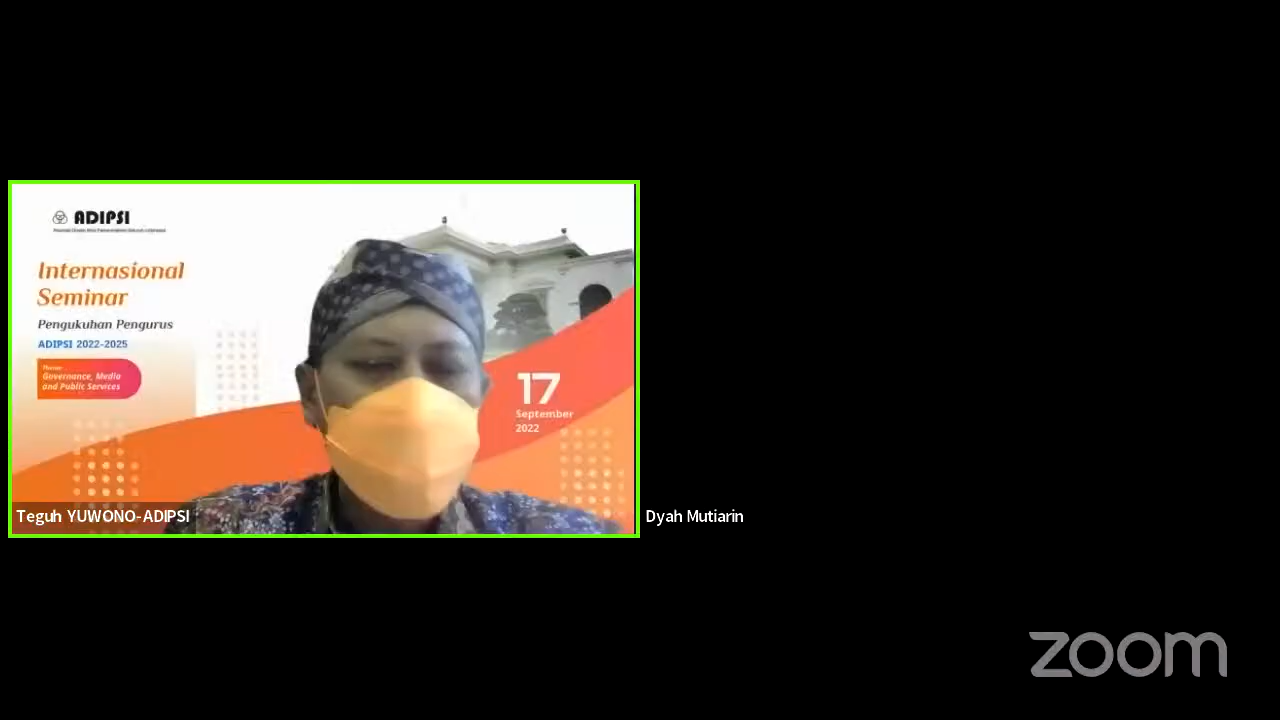 ADIPSI
Internasional
Seminar
Pengukuhan Pengurus
ADIPSI 2022-2025
Governance, Media
and Public Services
17
September
2022
Teguh YUWONO-ADIPSI
Dyah Mutiarin
zoom